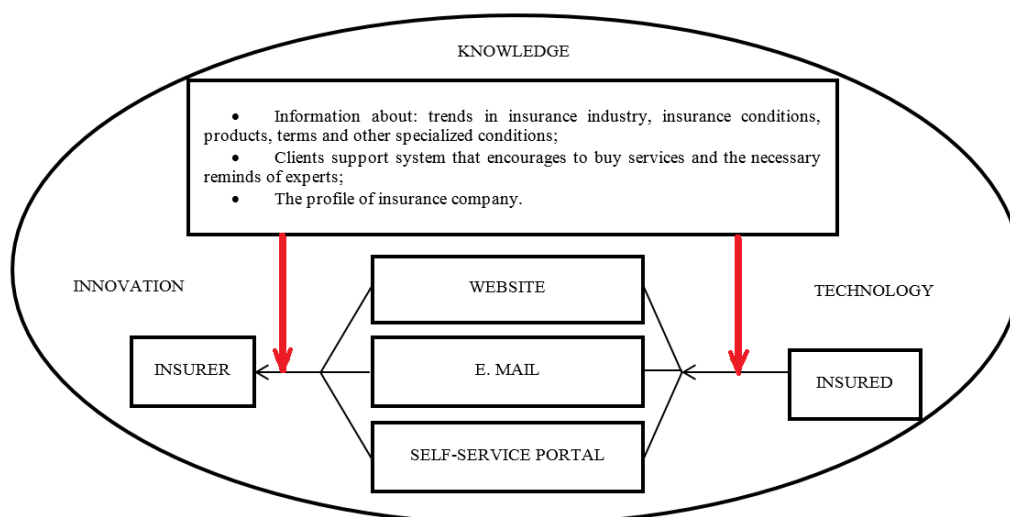 KNOWLEDGE
• Information about: trends in insurance industry, insurance conditions,
products, terms and other specialized conditions;
• Clients support system that encourages to buy services and the necessary
reminds of experts;
• The profile of insurance company.
INNOVATION
WEBSITE
TECHNOLOGY
INSURER
E. MAIL
INSURED
SELF-SERVICE PORTAL